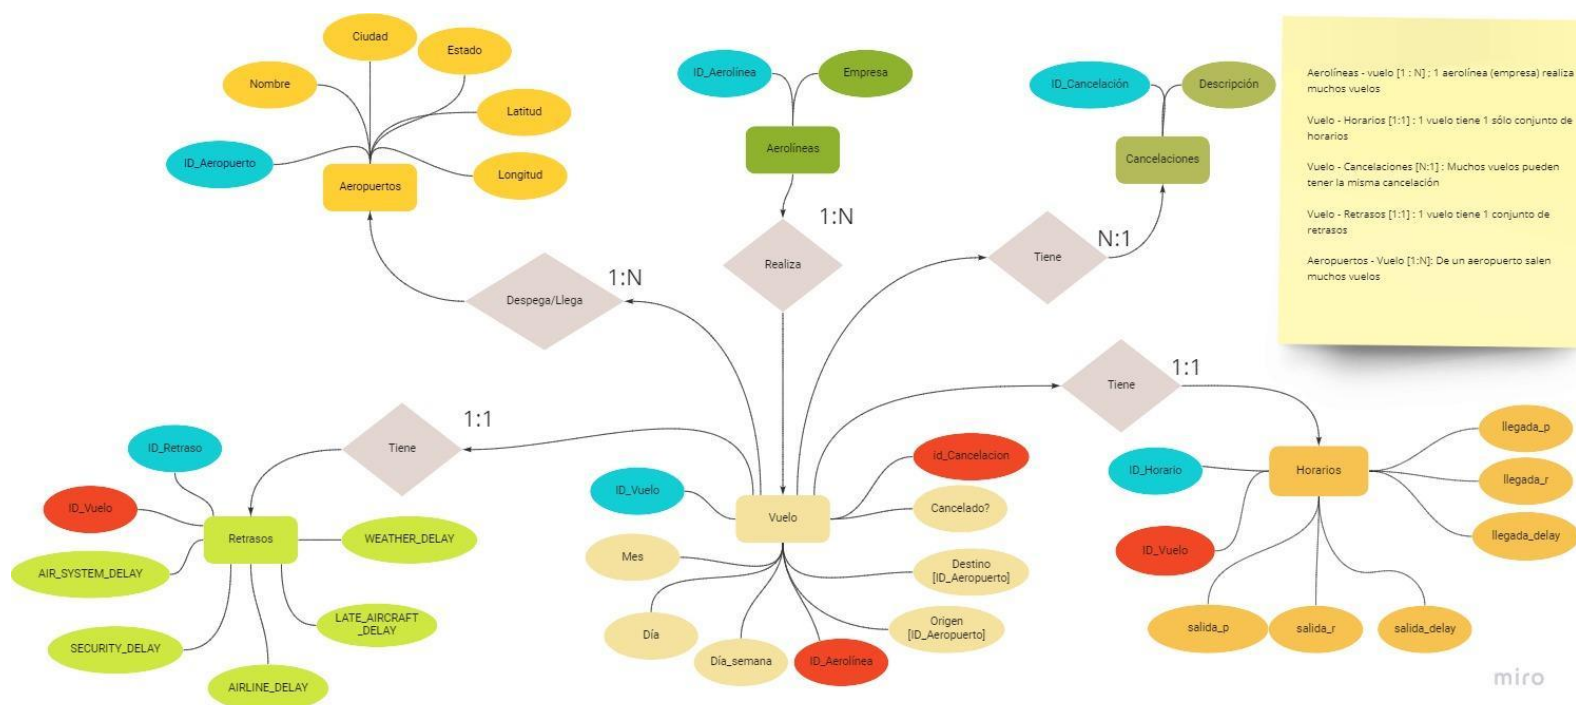 Ciudad
Estado
Nombre
Latitud
ID_Aeropuerto
Longitud
Aeropuertos
ID_Aerolínea
Empresa
Aerolíneas
ID_Cancelación
Descripción
Cancelaciones
Aerolíneas - vuelo [1 : N] ; 1 aerolínea (empresa) realiza
muchos vuelos
Vuelo - Horarios [1:1] : 1 vuelo tiene 1 sólo conjunto de
horarios
Vuelo - Cancelaciones [N:1] : Muchos vuelos pueden
tener la misma cancelación
Vuelo - Retrasos [1:1] : 1 vuelo tiene 1 conjunto de
retrasos
Aeropuertos - Vuelo [1:N]: De un aeropuerto salen
muchos vuelos
1:N
Despega/Llega
1:N
Realiza
N:1
Tiene
1:1
Tiene
1:1
Tiene
ID_Retraso
ID_Vuelo
Retrasos
WEATHER_DELAY
AIR_SYSTEM_DELAY
LATE_AIRCRAFT
_DELAY
SECURITY_DELAY
AIRLINE_DELAY
ID_Vuelo
Vuelo
id_Cancelacion
Cancelado?
Mes
Destino
[ID_Aeropuerto]
Día
Origen
[ID_Aeropuerto]
Día_semana
ID_Aerolínea
ID_Horario
Horarios
llegada_p
llegada_r
llegada_delay
ID_Vuelo
salida_p
salida_r
salida_delay
miro